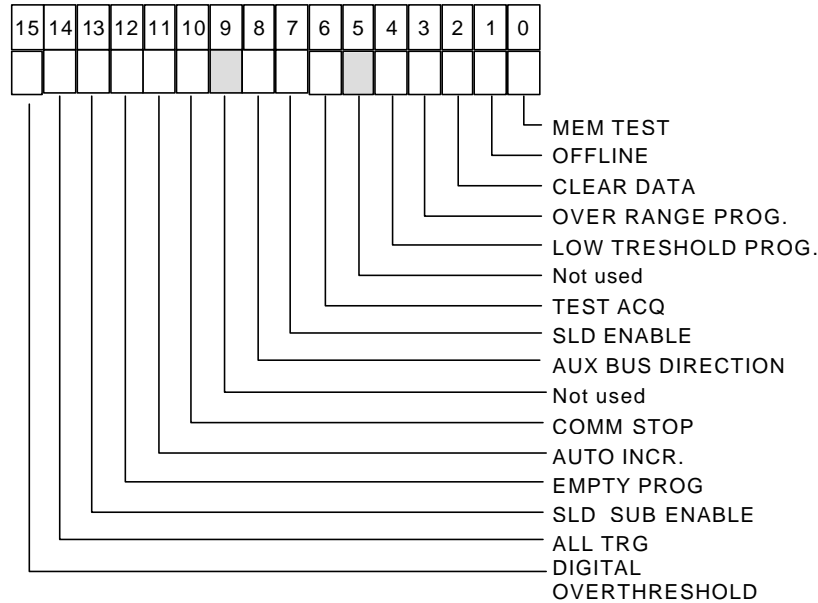 15 14 13 12 11 10 9 8 7 6 5 4 3 2 1 0
MEM TEST
OFFLINE
CLEAR DATA
OVER RANGE PROG.
LOW TRESHOLD PROG.
Not used
TEST ACQ
SLD ENABLE
AUX BUS DIRECTION
Not used
COMM STOP
AUTO INCR.
EMPTY PROG
SLD SUB ENABLE
ALL TRG
DIGITAL
OVERTHRESHOLD